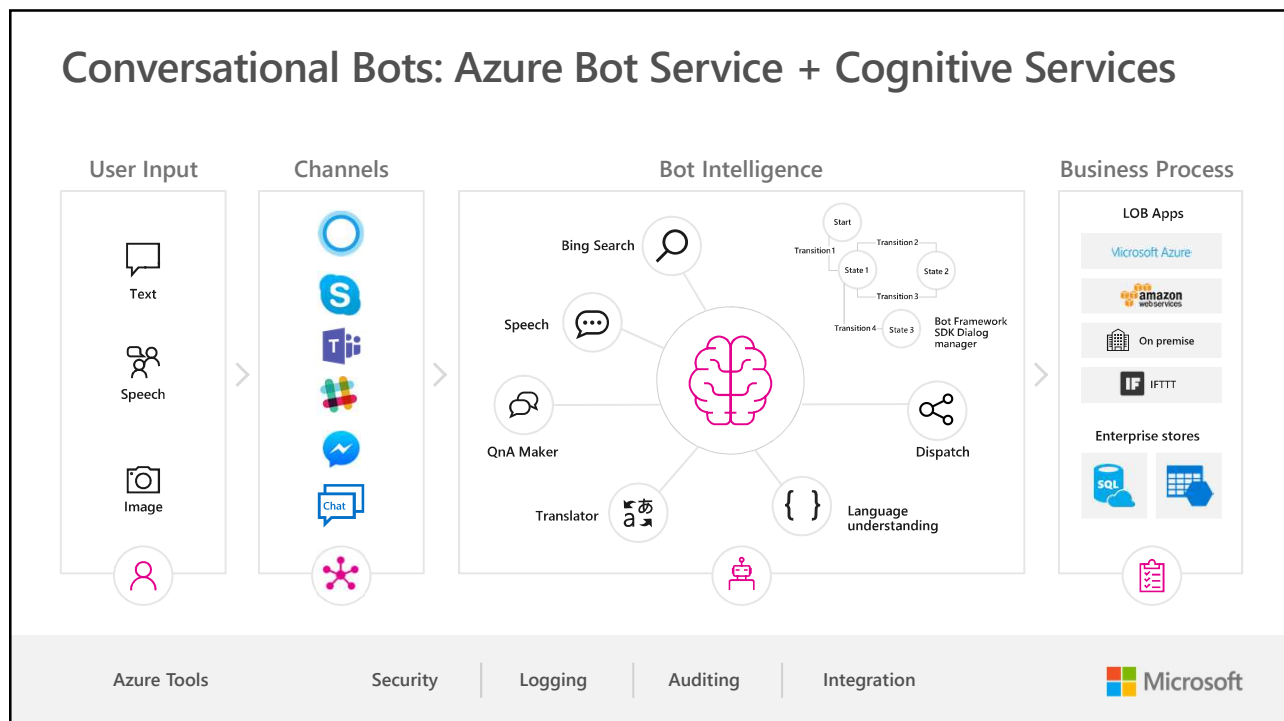 Conversational Bots: Azure Bot Service + Cognitive Services
User Input
Channels
Bot Intelligence
Business Process
Text
Speech
Image
S
T
Chat
Bing Search
Speech
QnA Maker
Translator
a あ
{ }
Language
understanding
Dispatch
Start
Transition 1
Transition 2
State 1
State 2
Transition 3
Transition 4
State 3
Bot Framework
SDK Dialog
manager
LOB Apps
Microsoft Azure
amazon
webservices
On premise
IF IFTTT
Enterprise stores
SQL
Azure Tools
Security
Logging
Auditing
Integration
Microsoft